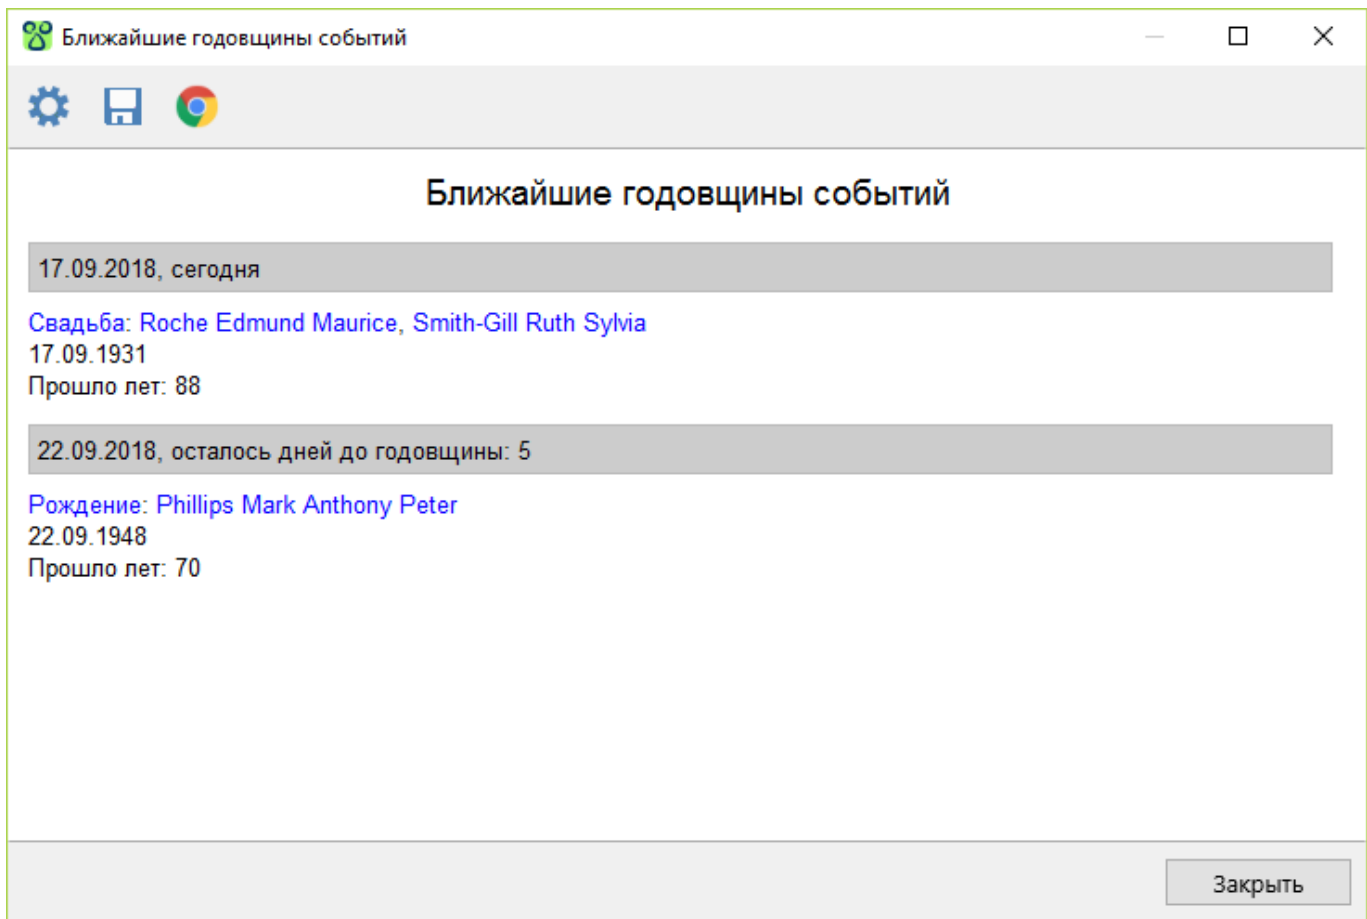 Ближайшие годовщины событий
Ближайшие годовщины событий
17.09.2018, сегодня
Свадьба: Roche Edmund Maurice, Smith-Gill Ruth Sylvia
17.09.1931
Прошло лет: 88
22.09.2018, осталось дней до годовщины: 5
Рождение: Phillips Mark Anthony Peter
22.09.1948
Прошло лет: 70
Закрыть